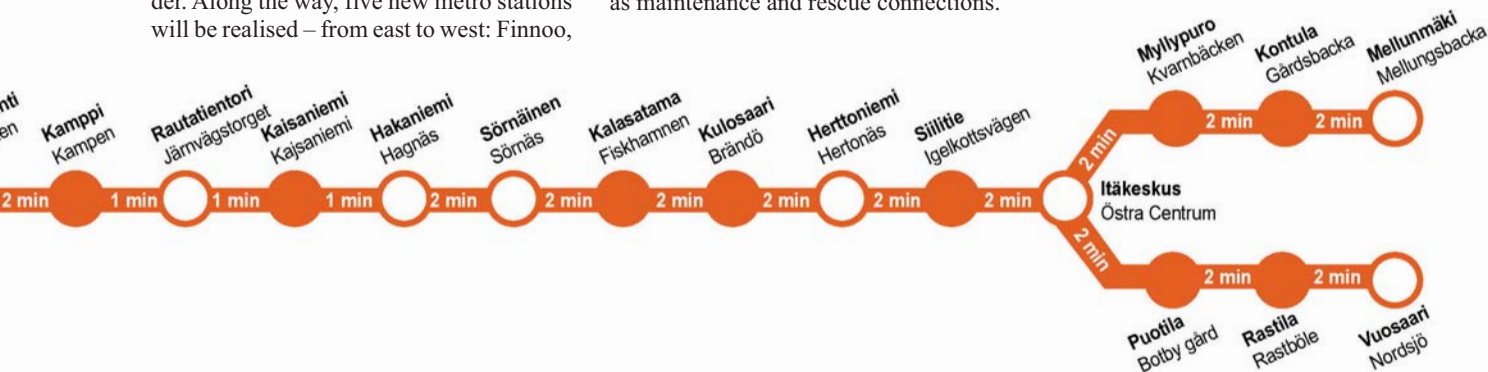 der. Along the way, five new metro stations
will be realised – from east to west: Finnoo,
as maintenance and rescue connections.
Kamppi
Kampen
Rautatientori
Järnvägstorget
Kaisaniemi
Kajsaniemi
Hakaniemi
Hagnäs
Sörnäinen
Sörnäs
Kalasatama
Fiskhamnen
Kulosaari
Brändö
Herttoniemi
Hertonäs
Siilitie
Igelkottsvägen
Itäkeskus
Östra Centrum
Myllypuro
Kvarnbäcken
Kontula
Gårdsbacka
Mellunmäki
Mellungsbacka
Puotila
Botby gård
Rastila
Rastböle
Vuosaari
Nordsjö
2 min
1 min
1 min
1 min
2 min
2 min
2 min
2 min
2 min
2 min
2 min
2 min
2 min
2 min
2 min
2 min